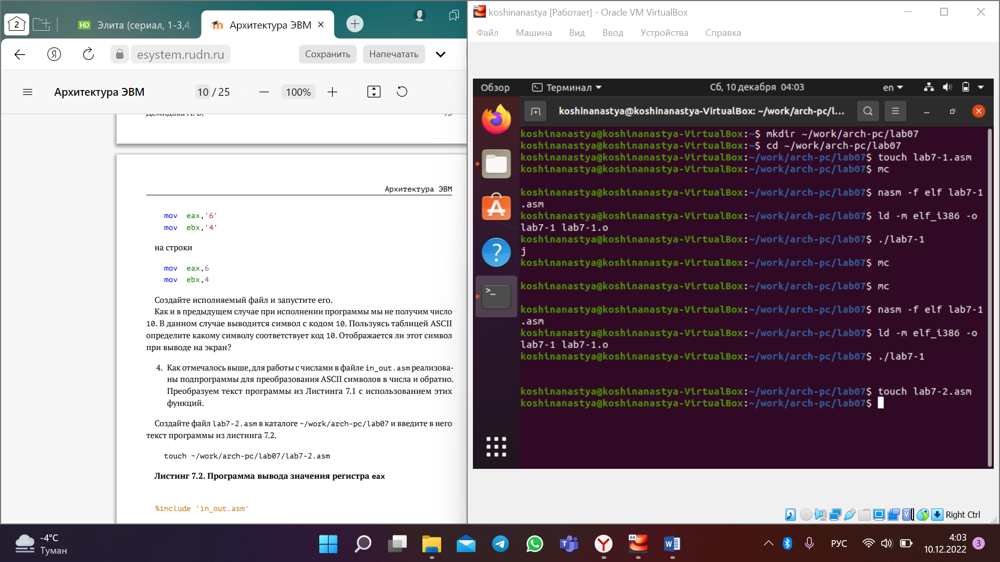 2
HD Элита (сериал, 1-3,4,
Архитектура ЭВМ
esystem.rudn.ru
Сохранить
Напечатать
Архитектура ЭВМ
10 / 25
100%
Демидова А. В.
93
Архитектура ЭВМ
mov eax,'6'
mov ebx,'4'
на строки
mov eax,6
mov ebx,4
Создайте исполняемый файл и запустите его.
Как и в предыдущем случае при исполнении программы мы не получим число
10. В данном случае выводится символ с кодом 10. Пользуясь таблицей ASCII
определите какому символу соответствует код 10. Отображается ли этот символ
при выводе на экран?
4. Как отмечалось выше, для работы с числами в файле in_out.asm реализова-
ны подпрограммы для преобразования ASCII символов в числа и обратно.
Преобразуем текст программы из Листинга 7.1 с использованием этих
функций.
Создайте файл lab7-2.asm в каталоге ~/work/arch-pc/lab07 и введите в него
текст программы из листинга 7.2.
touch ~/work/arch-pc/lab07/lab7-2.asm
Листинг 7.2. Программа вывода значения регистра eax
%include 'in_out.asm'
64
koshinanastya [Работает] - Oracle VM VirtualBox
Файл Машина Вид Ввод Устройства Справка
Обзор
Терминал
Сб, 10 декабря 04:03
en
koshinanastya@koshinanastya-VirtualBox: ~/work/arch-pc/l...
koshinanastya@koshinanastya-VirtualBox:~$ mkdir ~/work/arch-pc/lab07
koshinanastya@koshinanastya-VirtualBox:~$ cd ~/work/arch-pc/lab07
koshinanastya@koshinanastya-VirtualBox:~/work/arch-pc/lab07$ touch lab7-1.asm
koshinanastya@koshinanastya-VirtualBox:~/work/arch-pc/lab07$ mc
koshinanastya@koshinanastya-VirtualBox:~/work/arch-pc/lab07$ nasm -f elf lab7-1
.asm
koshinanastya@koshinanastya-VirtualBox:~/work/arch-pc/lab07$ ld -m elf_i386 -o
lab7-1 lab7-1.o
koshinanastya@koshinanastya-VirtualBox:~/work/arch-pc/lab07$ ./lab7-1
j
koshinanastya@koshinanastya-VirtualBox:~/work/arch-pc/lab07$ mc
koshinanastya@koshinanastya-VirtualBox:~/work/arch-pc/lab07$ mc
koshinanastya@koshinanastya-VirtualBox:~/work/arch-pc/lab07$ nasm -f elf lab7-1
.asm
koshinanastya@koshinanastya-VirtualBox:~/work/arch-pc/lab07$ ld -m elf_i386 -o
lab7-1 lab7-1.o
koshinanastya@koshinanastya-VirtualBox:~/work/arch-pc/lab07$ ./lab7-1
koshinanastya@koshinanastya-VirtualBox:~/work/arch-pc/lab07$ touch lab7-2.asm
koshinanastya@koshinanastya-VirtualBox:~/work/arch-pc/lab07$
Right Ctrl
-4°C
Туман
64
РУС
4:03
10.12.2022
3